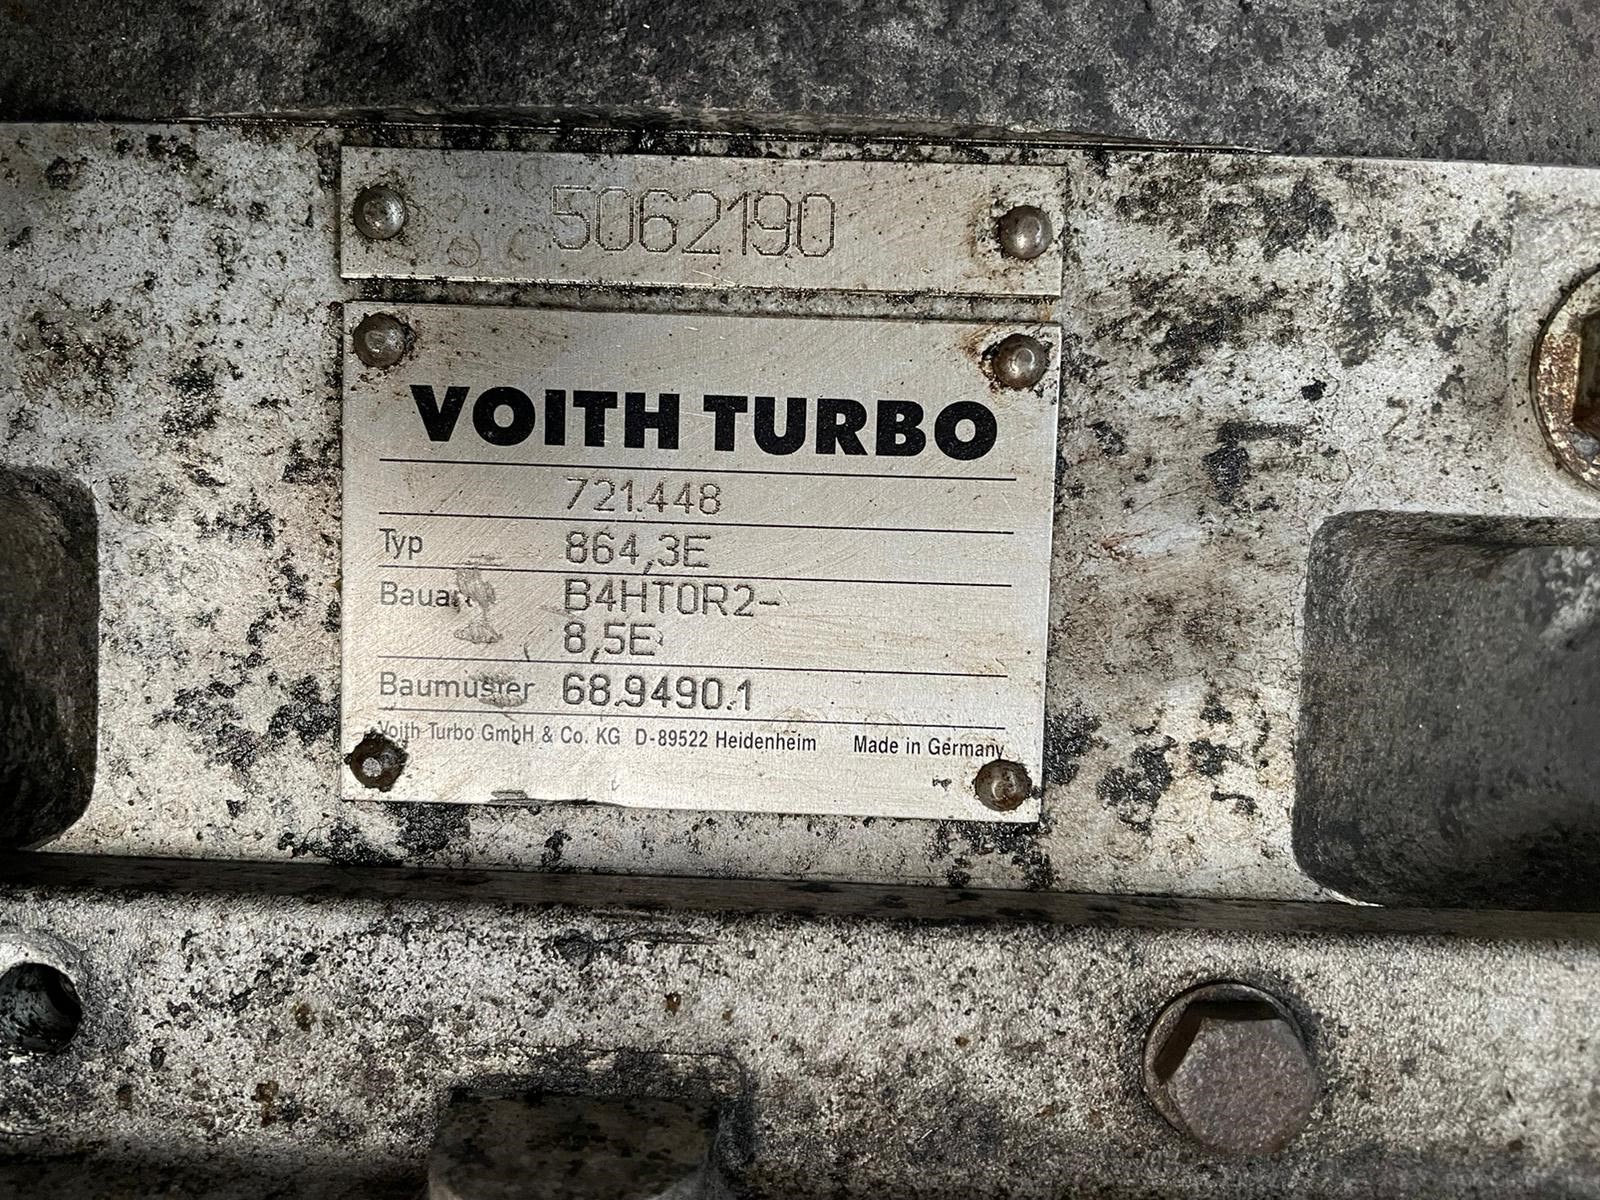 5062190
VOITH TURBO
721.448
Typ 864,3E
Bauart B4HT0R2-
8,5E
Baumuster 68.9490.1
Voith Turbo GmbH & Co. KG D-89522 Heidenheim Made in Germany